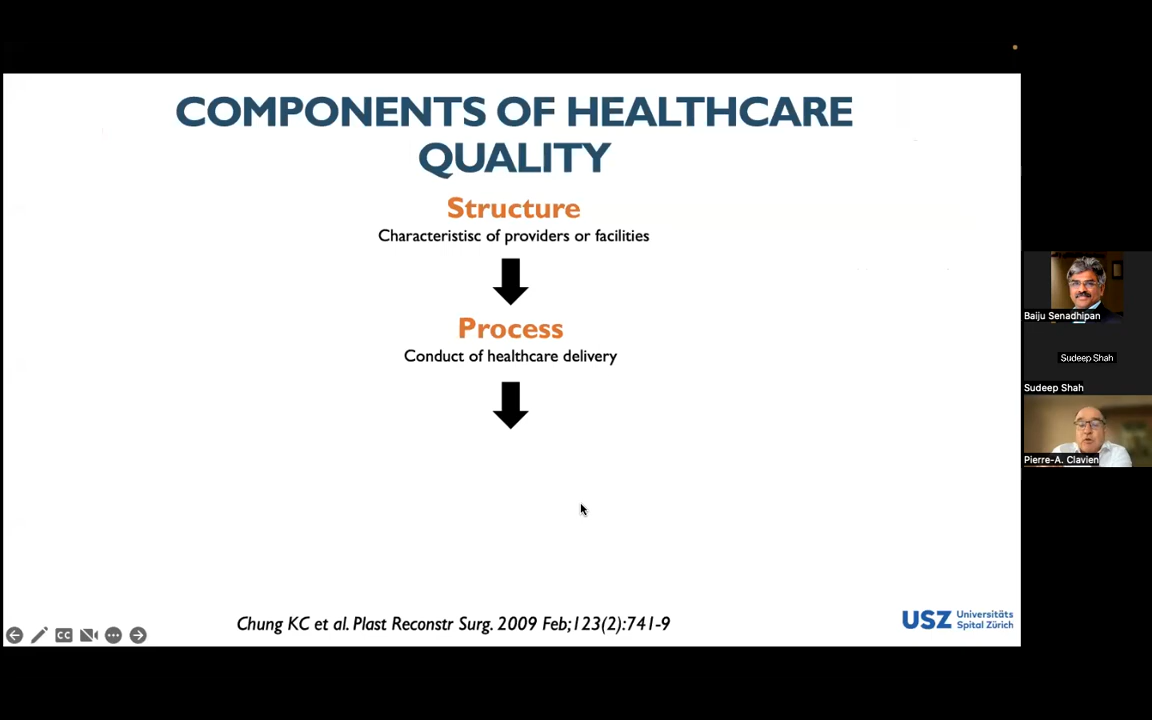 COMPONENTS OF HEALTHCARE
QUALITY
Structure
Characteristisc of providers or facilities
Process
Conduct of healthcare delivery
Chung KC et al. Plast Reconstr Surg. 2009 Feb;123(2):741-9
USZ Universitäts
Spital Zürich
CC
Baiju Senadhipan
Sudeep Shah
Sudeep Shah
Pierre-A. Clavien